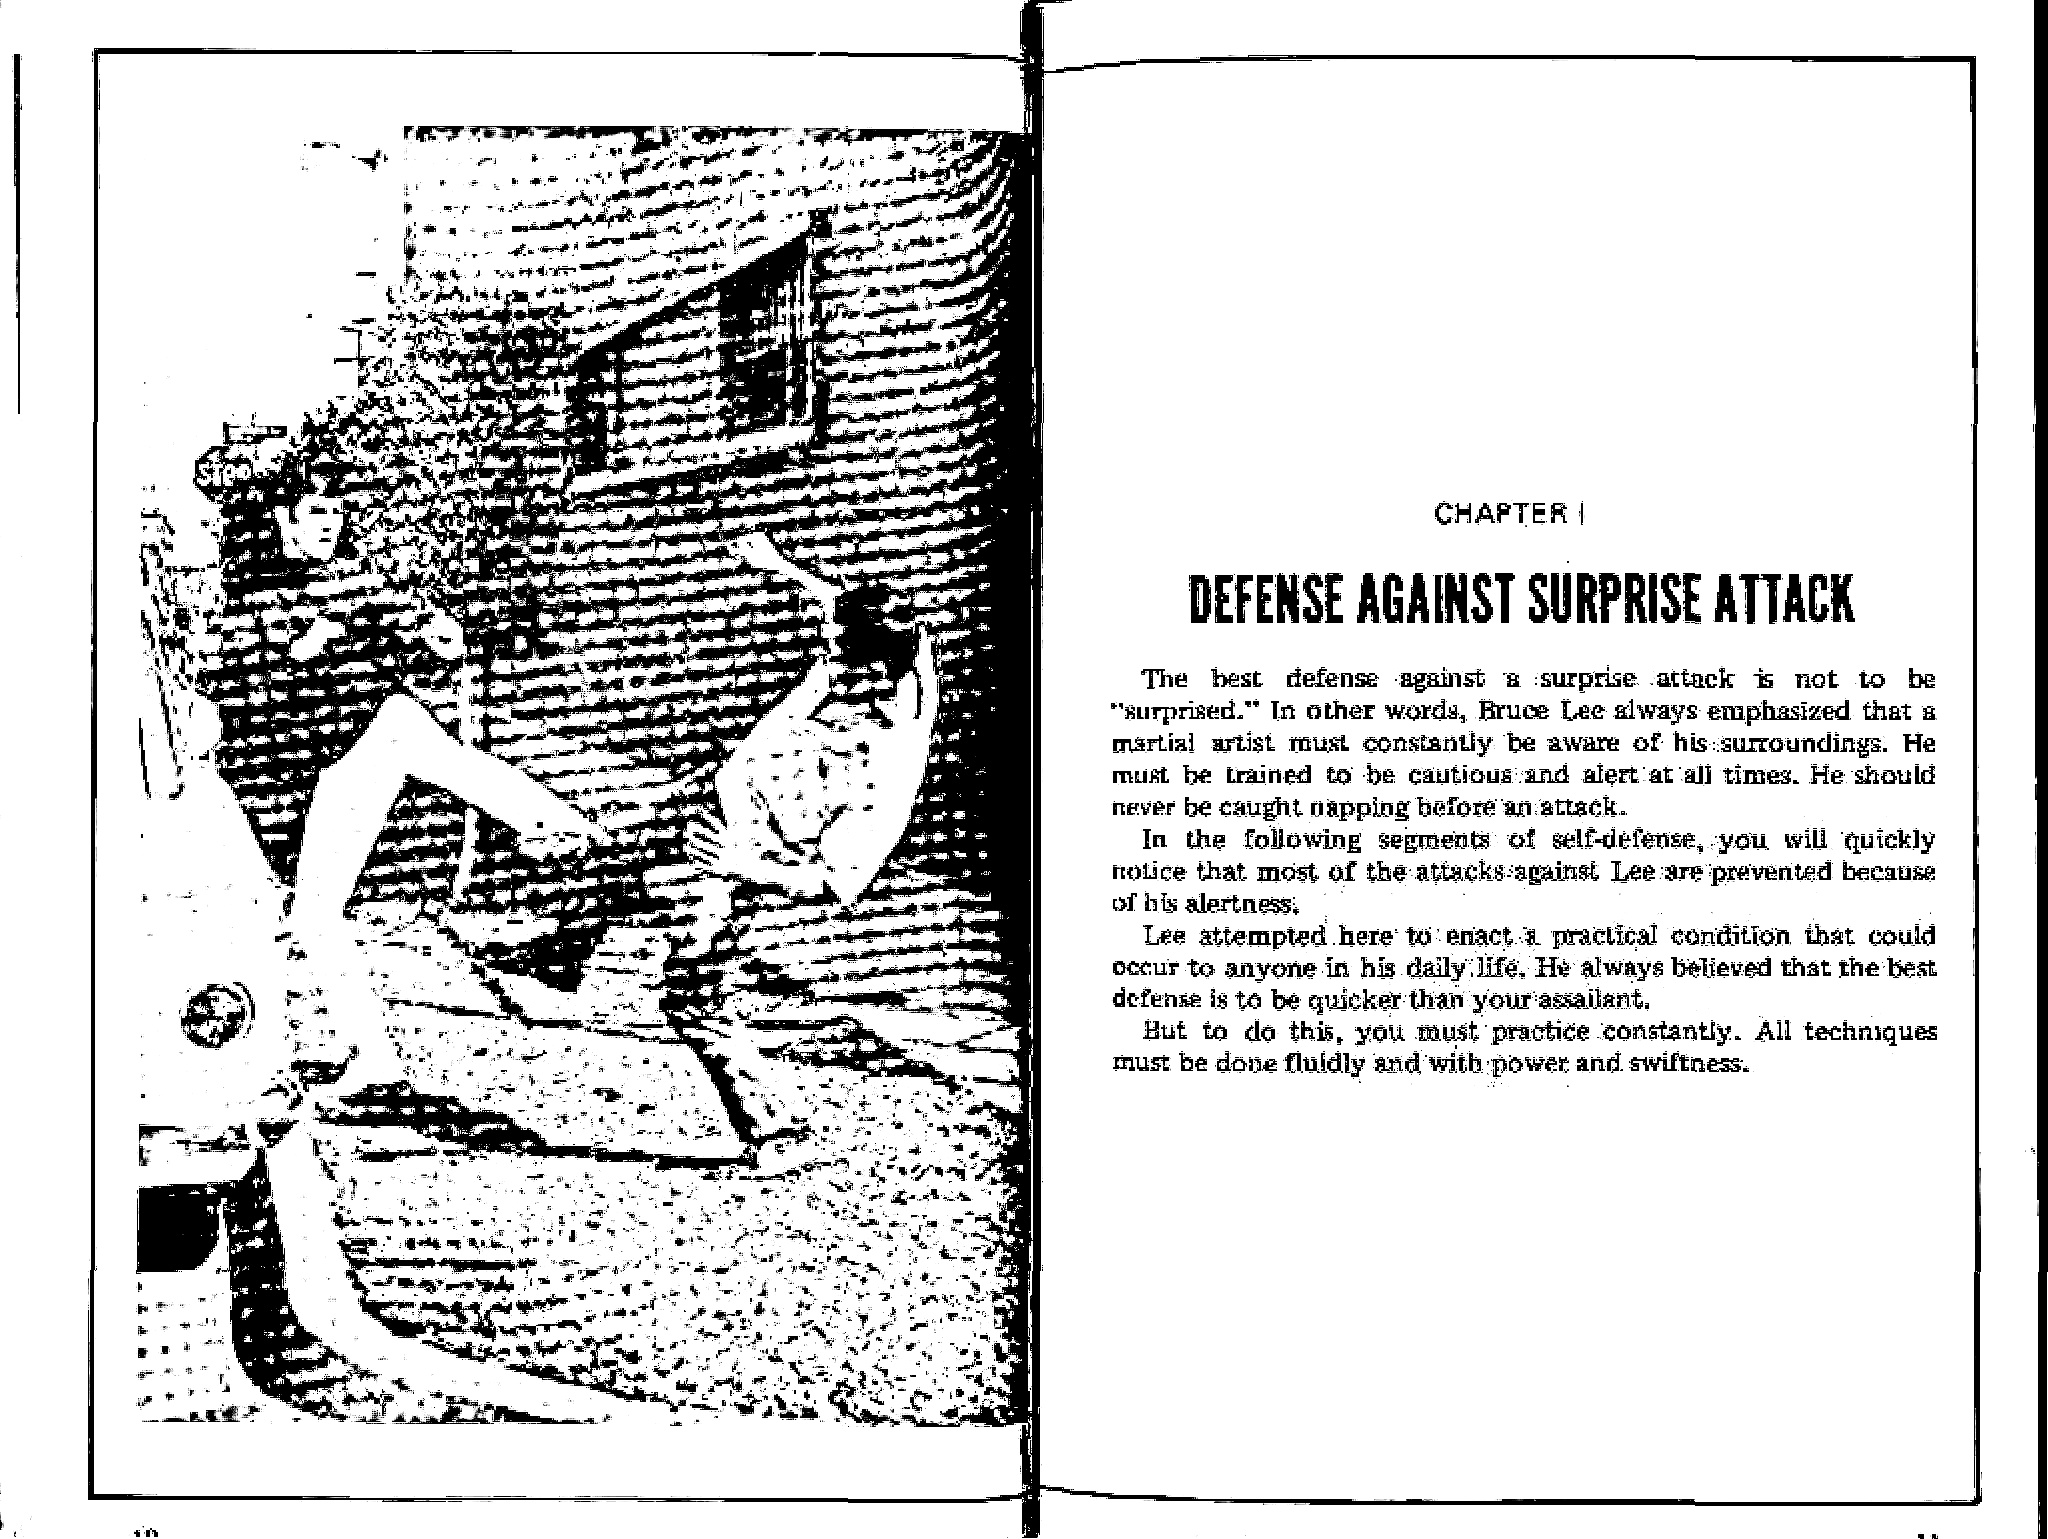 CHAPTER I
DEFENSE AGAINST SURPRISE ATTACK
The best defense against a surprise attack is not to be
"surprised." In other words, Bruce Lee always emphasized that a
martial artist must constantly be aware of his surroundings. He
must be trained to be cautious and alert at all times. He should
never be caught napping before an attack.
In the following segments of self-defense, you will quickly
notice that most of the attacks against Lee are prevented because
of his alertness.
Lee attempted here to enact a practical condition that could
occur to anyone in his daily life. He always believed that the best
defense is to be quicker than your assailant.
But to do this, you must practice constantly. All techniques
must be done fluidly and with power and swiftness.